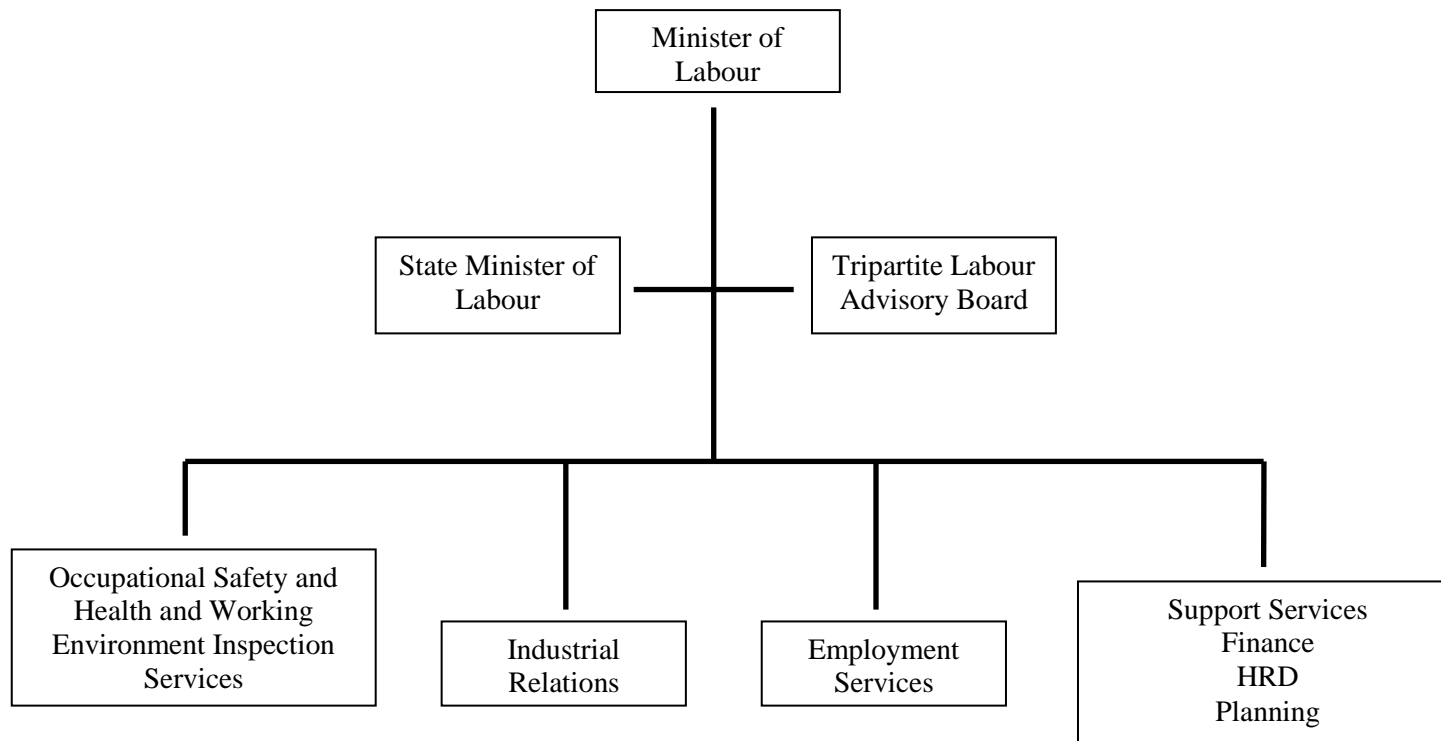 Minister of
Labour
State Minister of
Labour
Tripartite Labour
Advisory Board
Occupational Safety and
Health and Working
Environment Inspection
Services
Industrial
Relations
Employment
Services
Support Services
Finance
HRD
Planning